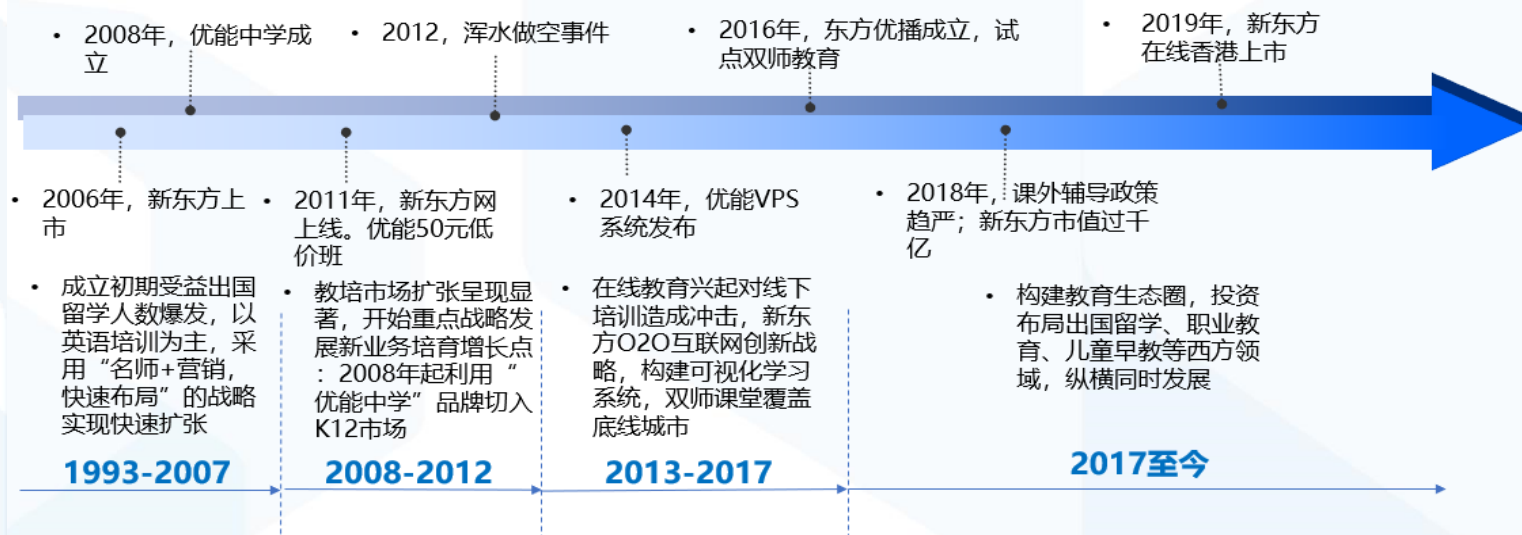 • 2008年，优能中学成
立
• 2012，浑水做空事件
• 2016年，东方优播成立，试
点双师教育
• 2019年，新东方
在线香港上市
• 2006年，新东方上
市
• 2011年，新东方网
上线。优能50元低
价班
• 2014年，优能VPS
系统发布
• 2018年，课外辅导政策
趋严；新东方市值过千
亿
• 成立初期受益出国
留学人数爆发，以
英语培训为主，采
用“名师+营销，
快速布局”的战略
实现快速扩张
• 教培市场扩张呈现显
著，开始重点战略发
展新业务培育增长点
：2008年起利用“
优能中学”品牌切入
K12市场
• 在线教育兴起对线下
培训造成冲击，新东
方O2O互联网创新战
略，构建可视化学习
系统，双师课堂覆盖
底线城市
• 构建教育生态圈，投资
布局出国留学、职业教
育、儿童早教等西方领
域，纵横同时发展
1993-2007
2008-2012
2013-2017
2017至今